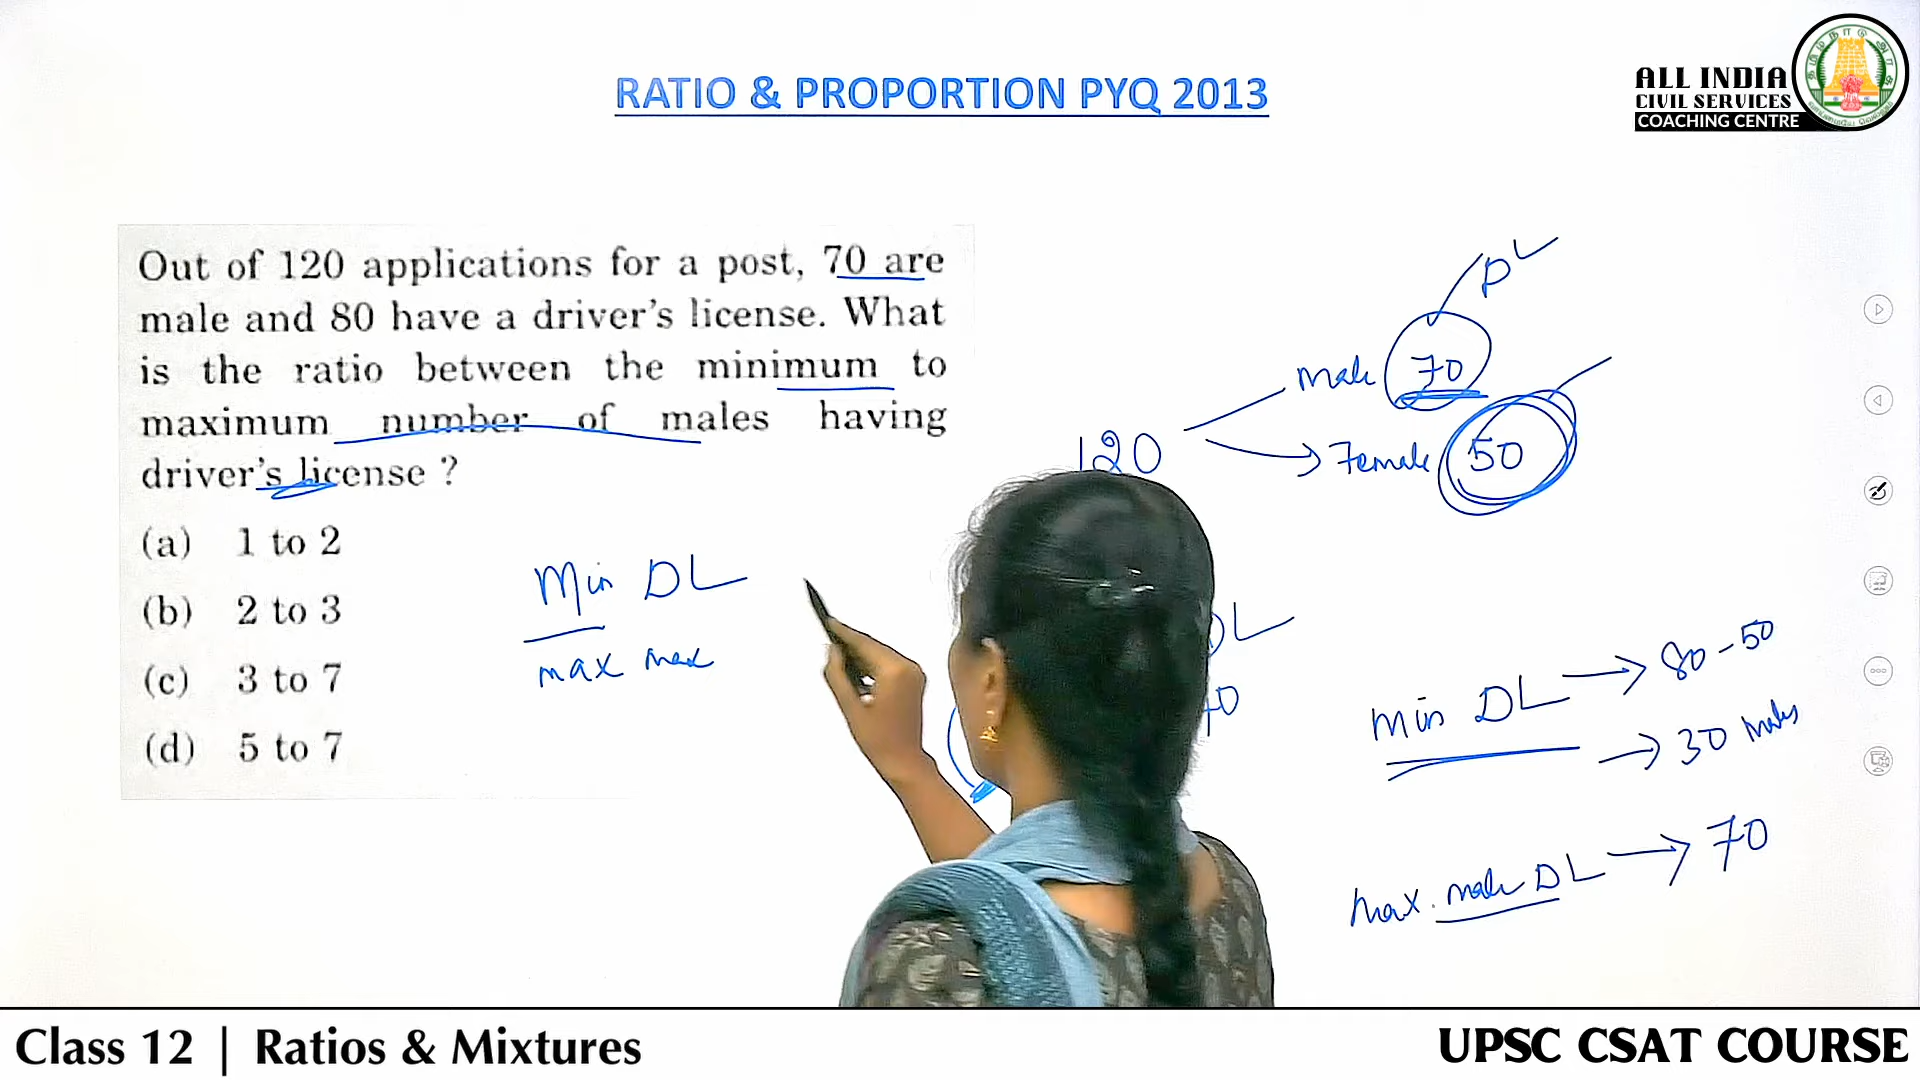 RATIO & PROPORTION PYQ 2013
ALL INDIA
CIVIL SERVICES
COACHING CENTRE
Out of 120 applications for a post, 70 are
male and 80 have a driver's license. What
is the ratio between the minimum to
maximum number of males having
driver's license ?
(a) 1 to 2
(b) 2 to 3
(c) 3 to 7
(d) 5 to 7
Min DL
max
DL
male 70
120
Female 50
DL
Min DL → 80-50
→ 30 males
max. male DL → 70
Class 12 | Ratios & Mixtures
UPSC CSAT COURSE